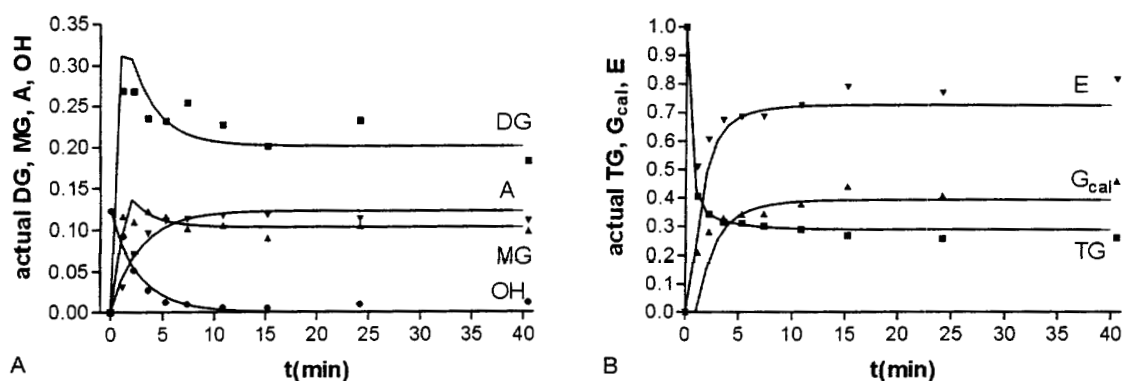 actual DG, MG, A, OH
0.35
0.30
0.25
0.20
0.15
0.10
0.05
0.00
DG
A
MG
OH
0 5 10 15 20 25 30 35 40
t(min)
A
actual TG, Gcal, E
1.0
0.9
0.8
0.7
0.6
0.5
0.4
0.3
0.2
0.1
0.0
E
Gcal
TG
0 5 10 15 20 25 30 35 40
t(min)
B